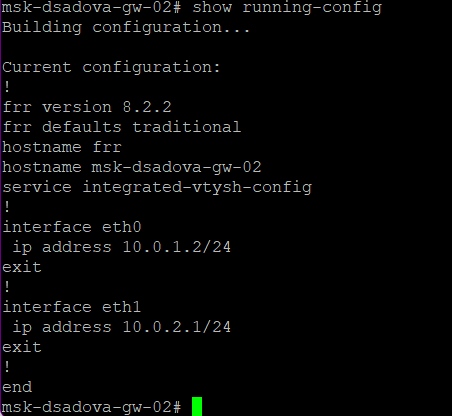 msk-dsadova-gw-02# show running-config
Building configuration...
Current configuration:
!
frr version 8.2.2
frr defaults traditional
hostname frr
hostname msk-dsadova-gw-02
service integrated-vtysh-config
!
interface eth0
 ip address 10.0.1.2/24
exit
!
interface eth1
 ip address 10.0.2.1/24
exit
!
end
msk-dsadova-gw-02#